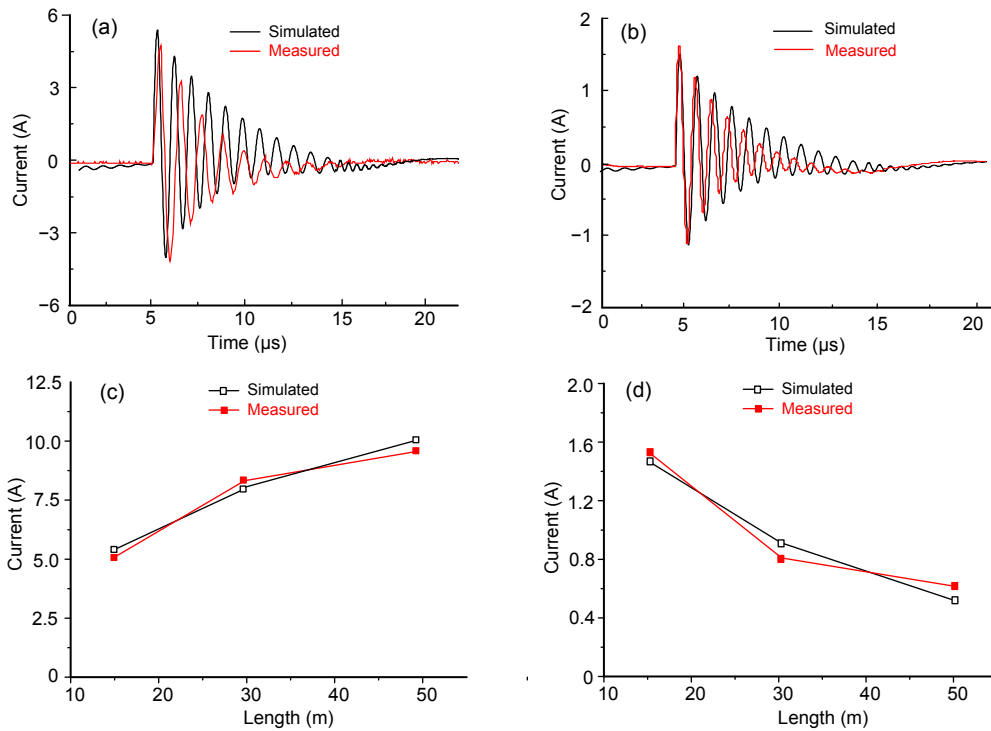 (a)
Simulated
Measured
6
3
0
−3
−6
Current (A)
0 5 10 15 20
Time (µs)
(b)
Simulated
Measured
2
1
0
−1
−2
Current (A)
0 5 10 15 20
Time (µs)
(c)
Simulated
Measured
12.5
10.0
7.5
5.0
2.5
0
Current (A)
10 20 30 40 50
Length (m)
(d)
Simulated
Measured
2.0
1.6
1.2
0.8
0.4
0
Current (A)
10 20 30 40 50
Length (m)